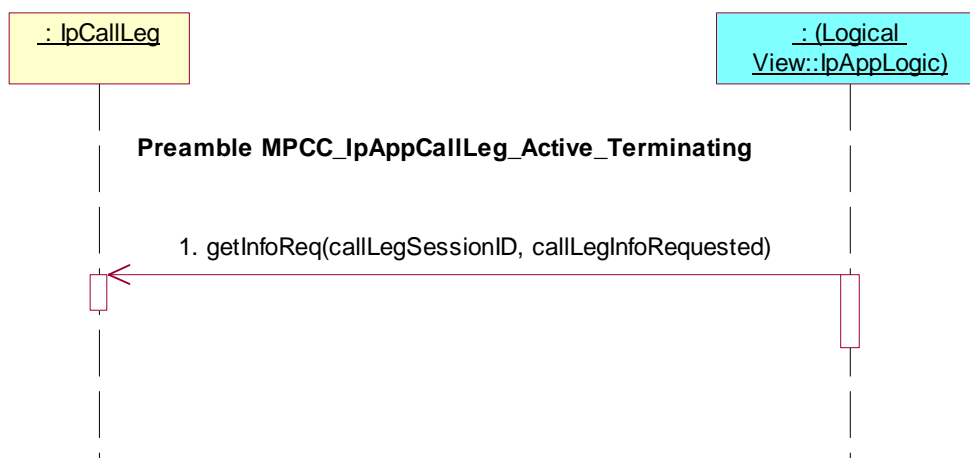 : IpCallLeg
: (Logical
View::IpAppLogic)
Preamble MPCC_IpAppCallLeg_Active_Terminating
1. getInfoReq(callLegSessionID, callLegInfoRequested)